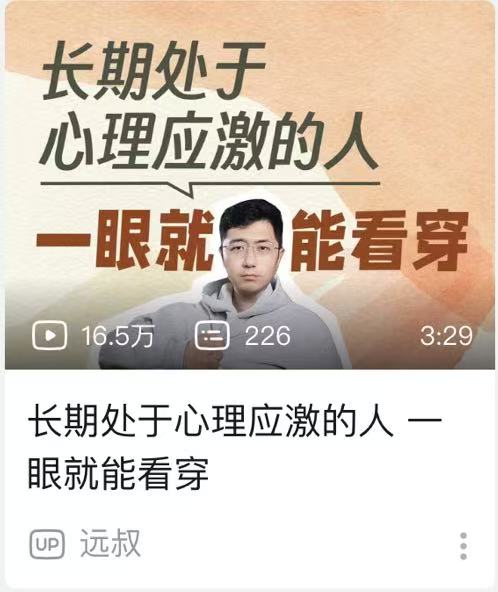 长期处于
心理应激的人
一眼就能看穿
16.5万 226 3:29
长期处于心理应激的人 一
眼就能看穿
UP 远叔